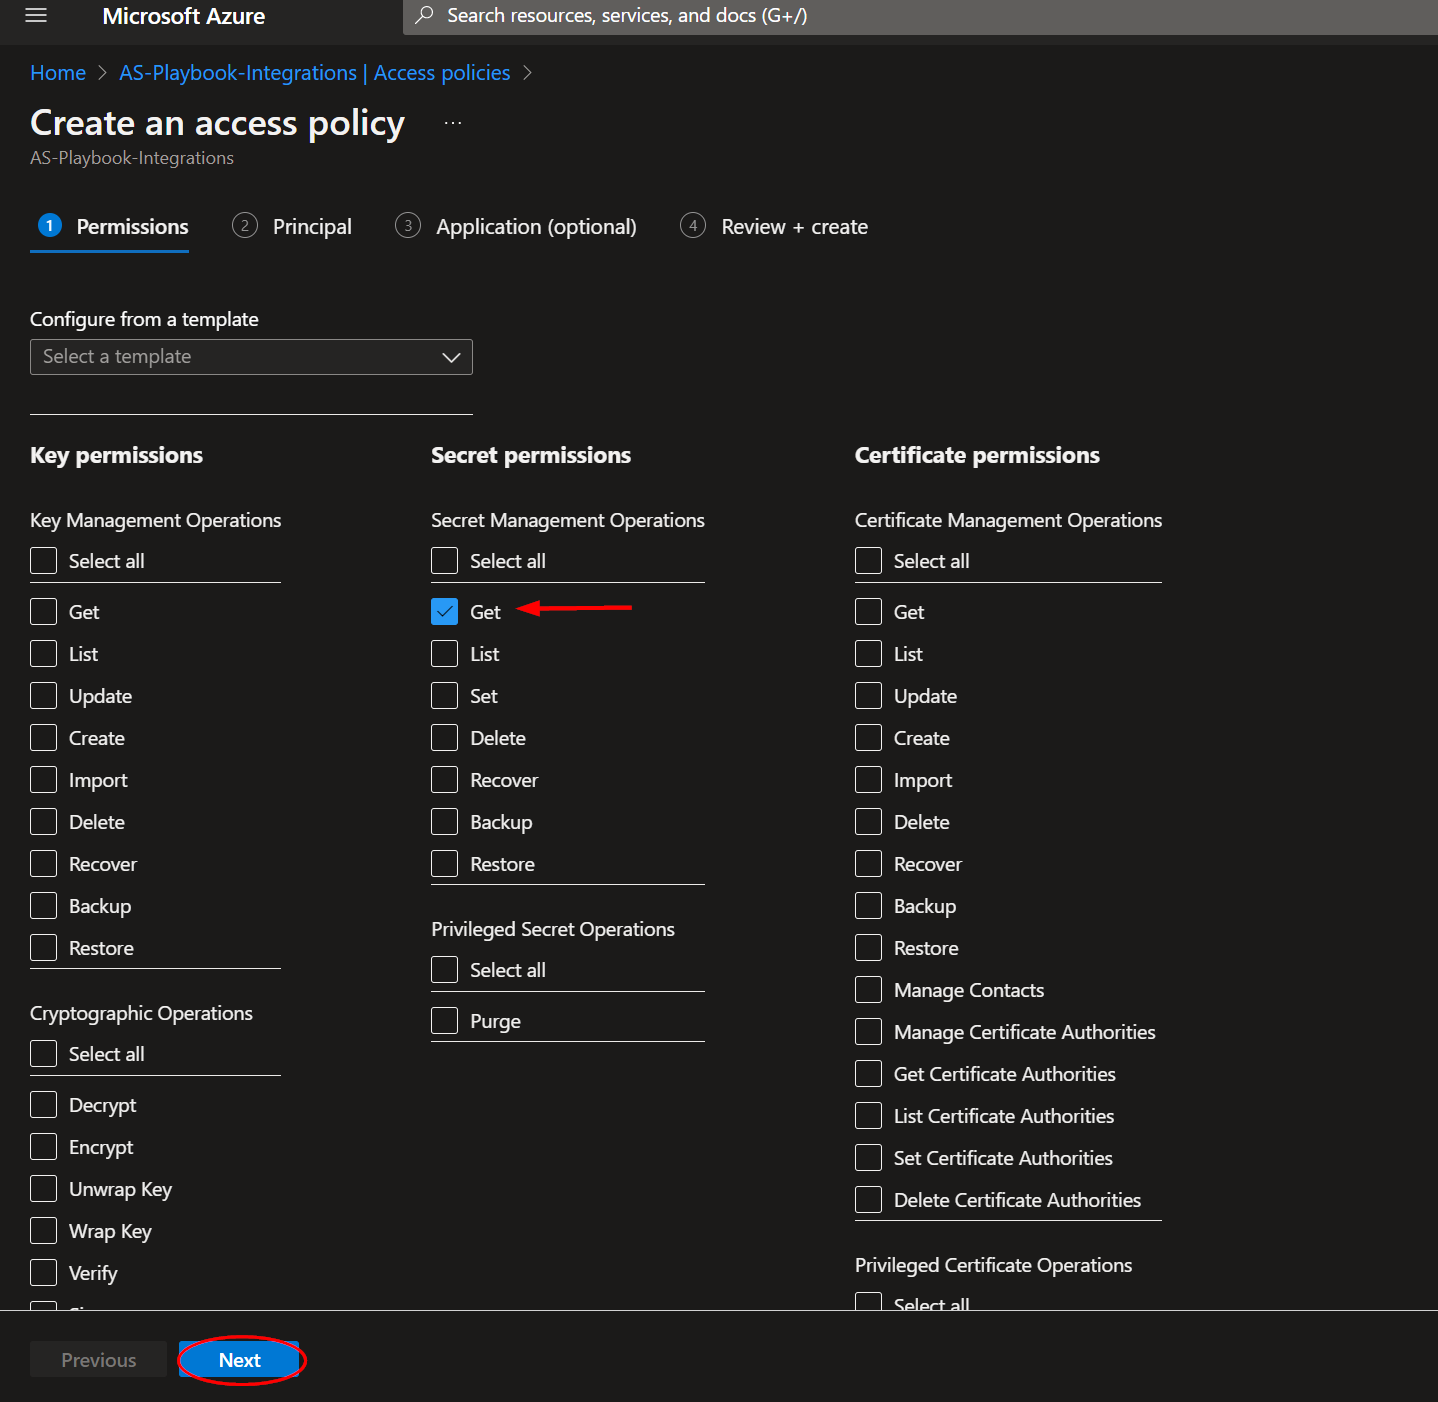 Microsoft Azure
Search resources, services, and docs (G+/)
Home > AS-Playbook-Integrations | Access policies >
Create an access policy ...
AS-Playbook-Integrations
1 Permissions
2 Principal
3 Application (optional)
4 Review + create
Configure from a template
Select a template
Key permissions
Key Management Operations
Select all
Get
List
Update
Create
Import
Delete
Recover
Backup
Restore
Cryptographic Operations
Select all
Decrypt
Encrypt
Unwrap Key
Wrap Key
Verify
Secret permissions
Secret Management Operations
Select all
Get
List
Set
Delete
Recover
Backup
Restore
Privileged Secret Operations
Select all
Purge
Certificate permissions
Certificate Management Operations
Select all
Get
List
Update
Create
Import
Delete
Recover
Backup
Restore
Manage Contacts
Manage Certificate Authorities
Get Certificate Authorities
List Certificate Authorities
Set Certificate Authorities
Delete Certificate Authorities
Privileged Certificate Operations
Select all
Previous
Next